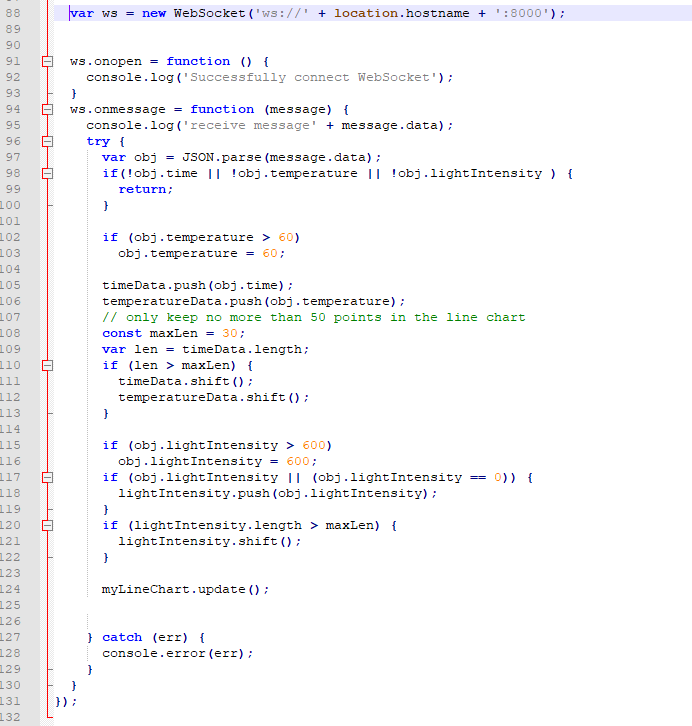 88 var ws = new WebSocket('ws://' + location.hostname + ':8000');
89
90
91 ws.onopen = function () {
92 console.log('Successfully connect WebSocket');
93 }
94 ws.onmessage = function (message) {
95 console.log('receive message' + message.data);
96 try {
97 var obj = JSON.parse(message.data);
98 if(!obj.time || !obj.temperature || !obj.lightIntensity ) {
99 return;
100 }
101
102 if (obj.temperature > 60)
103 obj.temperature = 60;
104
105 timeData.push(obj.time);
106 temperatureData.push(obj.temperature);
107 // only keep no more than 50 points in the line chart
108 const maxLen = 30;
109 var len = timeData.length;
110 if (len > maxLen) {
111 timeData.shift();
112 temperatureData.shift();
113 }
114
115 if (obj.lightIntensity > 600)
116 obj.lightIntensity = 600;
117 if (obj.lightIntensity || (obj.lightIntensity == 0)) {
118 lightIntensity.push(obj.lightIntensity);
119 }
120 if (lightIntensity.length > maxLen) {
121 lightIntensity.shift();
122 }
123
124 myLineChart.update();
125
126
127 } catch (err) {
128 console.error(err);
129 }
130 }
131 });
132